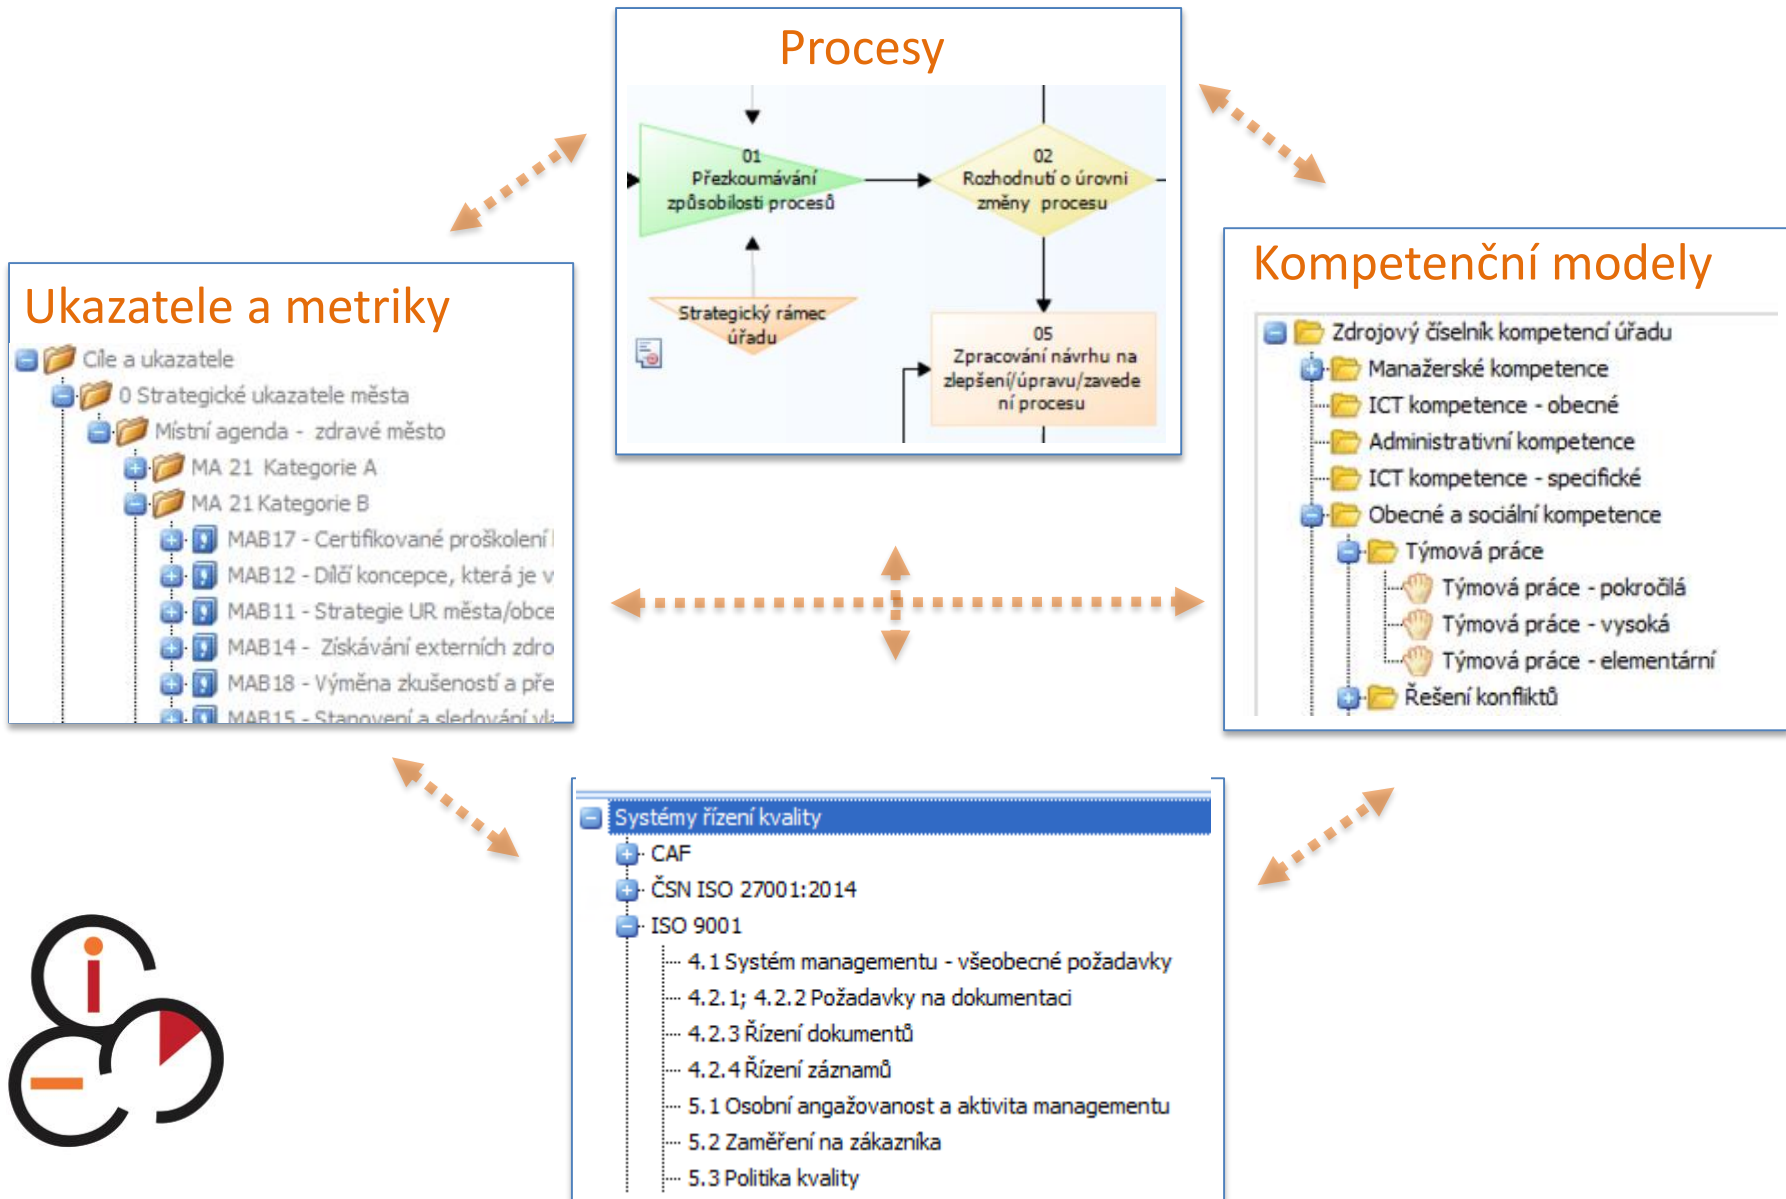 Procesy
01
Přezkoumávání
způsobilosti procesů
02
Rozhodnutí o úrovni
změny procesu
Strategický rámec
úřadu
05
Zpracování návrhu na
zlepšení/úpravu/zavede
ní procesu
Ukazatele a metriky
Cíle a ukazatele
0 Strategické ukazatele města
Místní agenda - zdravé město
MA 21 Kategorie A
MA 21 Kategorie B
MAB17 - Certifikované proškolení
MAB12 - Dílčí koncepce, která je v
MAB11 - Strategie UR města/obce
MAB14 - Získávání externích zdro
MAB18 - Výměna zkušeností a pře
MAB15 - Stanovení a sledování
Kompetenční modely
Zdrojový číselník kompetencí úřadu
Manažerské kompetence
ICT kompetence - obecné
Administrativní kompetence
ICT kompetence - specifické
Obecné a sociální kompetence
Týmová práce
Týmová práce - pokročilá
Týmová práce - vysoká
Týmová práce - elementární
Řešení konfliktů
Systémy řízení kvality
CAF
ČSN ISO 27001:2014
ISO 9001
4.1 Systém managementu - všeobecné požadavky
4.2.1; 4.2.2 Požadavky na dokumentaci
4.2.3 Řízení dokumentů
4.2.4 Řízení záznamů
5.1 Osobní angažovanost a aktivita managementu
5.2 Zaměření na zákazníka
5.3 Politika kvality